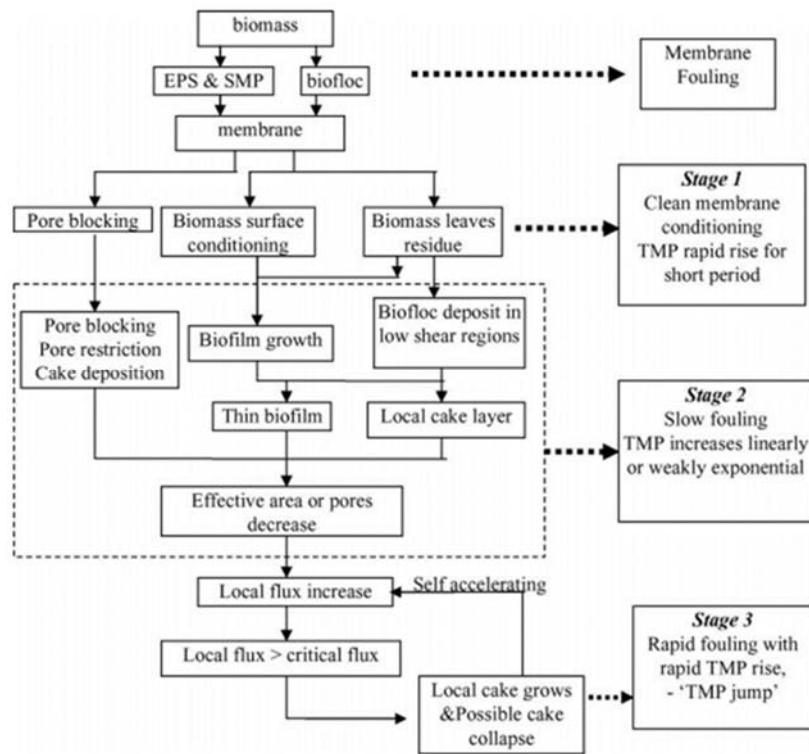 biomass
EPS & SMP
biofloc
Membrane
Fouling
membrane
Pore blocking
Biomass surface
conditioning
Biomass leaves
residue
Stage 1
Clean membrane
conditioning
TMP rapid rise for
short period
Pore blocking
Pore restriction
Cake deposition
Biofilm growth
Biofloc deposit in
low shear regions
Thin biofilm
Local cake layer
Stage 2
Slow fouling
TMP increases linearly
or weakly exponential
Effective area or pores
decrease
Local flux increase
Self accelerating
Local flux > critical flux
Local cake grows
&Possible cake
collapse
Stage 3
Rapid fouling with
rapid TMP rise,
- ‘TMP jump’